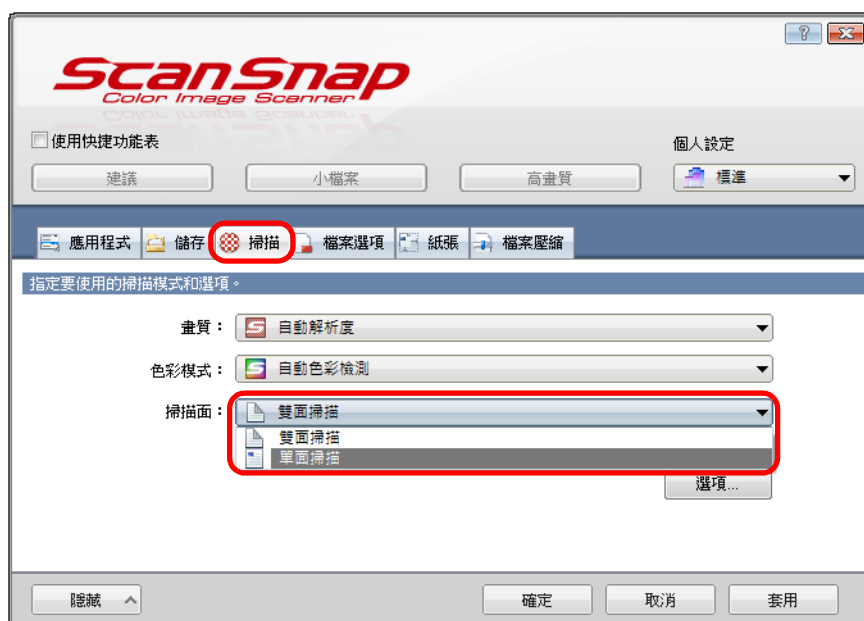 ScanSnap
Color Image Scanner
使用快捷功能表
個人設定
建議 小檔案 高畫質 標準
應用程式 儲存 掃描 檔案選項 紙張 檔案壓縮
指定要使用的掃描模式和選項。
畫質： 自動解析度
色彩模式： 自動色彩檢測
掃描面： 雙面掃描
雙面掃描
單面掃描
選項...
隱藏 確定 取消 套用